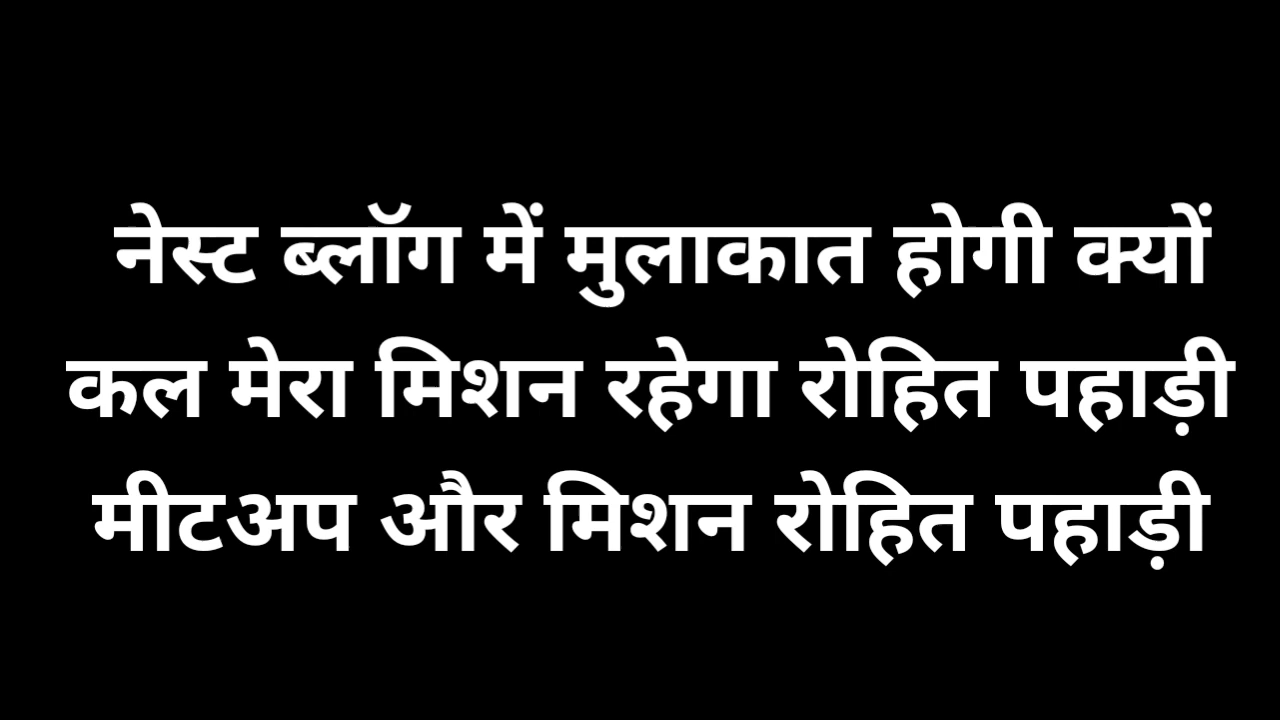 नेस्ट ब्लॉग में मुलाकात होगी क्यों
कल मेरा मिशन रहेगा रोहित पहाड़ी
मीटअप और मिशन रोहित पहाड़ी